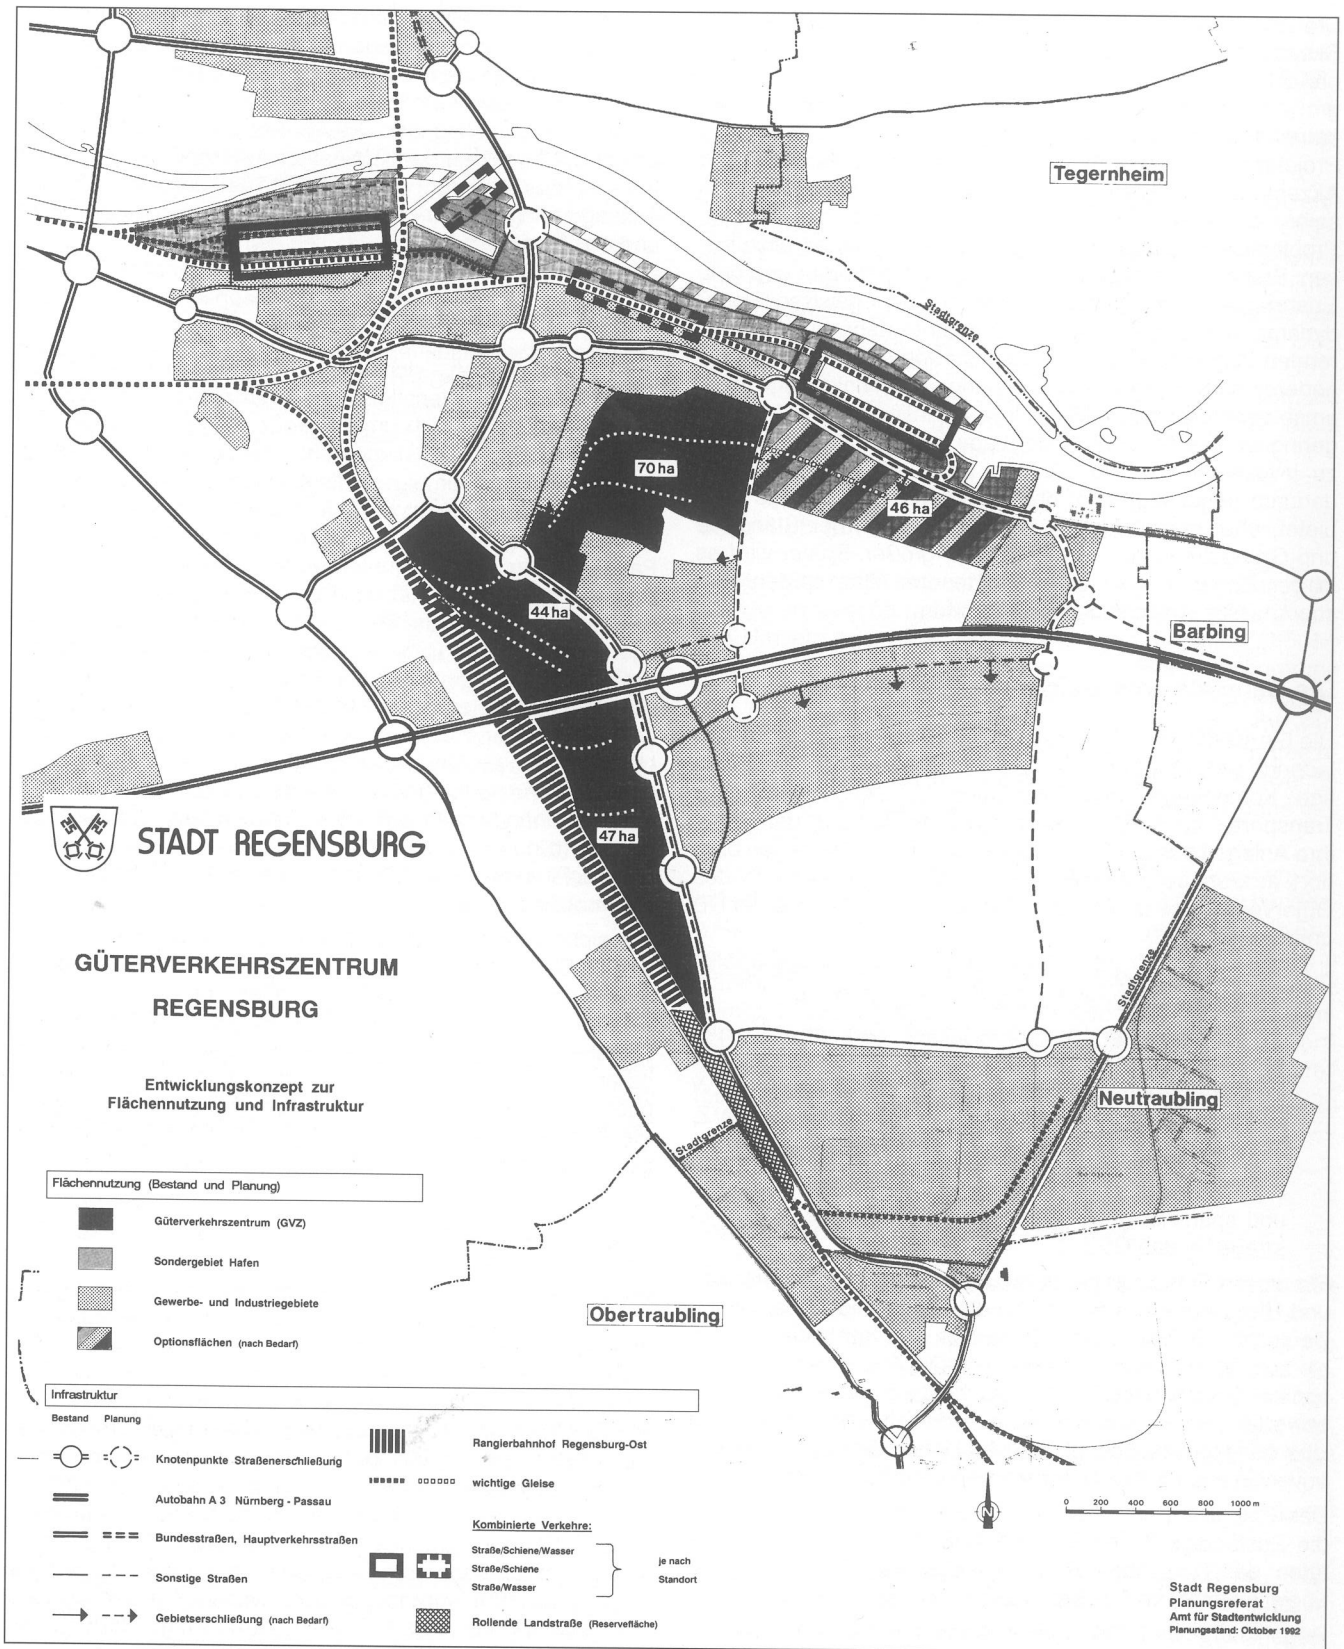 Tegernheim
Stadtgrenze
70 ha
46 ha
44 ha
Barbing
47 ha
STADT REGENSBURG
GÜTERVERKEHRSZENTRUM
REGENSBURG
Stadtgrenze
Entwicklungskonzept zur
Flächennutzung und Infrastruktur
Neutraubling
Stadtgrenze
Flächennutzung (Bestand und Planung)
Güterverkehrszentrum (GVZ)
Sondergebiet Hafen
Gewerbe- und Industriegebiete
Optionsflächen (nach Bedarf)
Obertraubling
Infrastruktur
Bestand Planung
Knotenpunkte Straßenerschließung
Autobahn A 3 Nürnberg - Passau
Bundesstraßen, Hauptverkehrsstraßen
Sonstige Straßen
Gebietserschließung (nach Bedarf)
Rangierbahnhof Regensburg-Ost
wichtige Gleise
Kombinierte Verkehre:
Straße/Schiene/Wasser
Straße/Schiene
Straße/Wasser
je nach
Standort
Rollende Landstraße (Reservefläche)
N
0 200 400 600 800 1000 m
Stadt Regensburg
Planungsreferat
Amt für Stadtentwicklung
Planungsstand: Oktober 1992